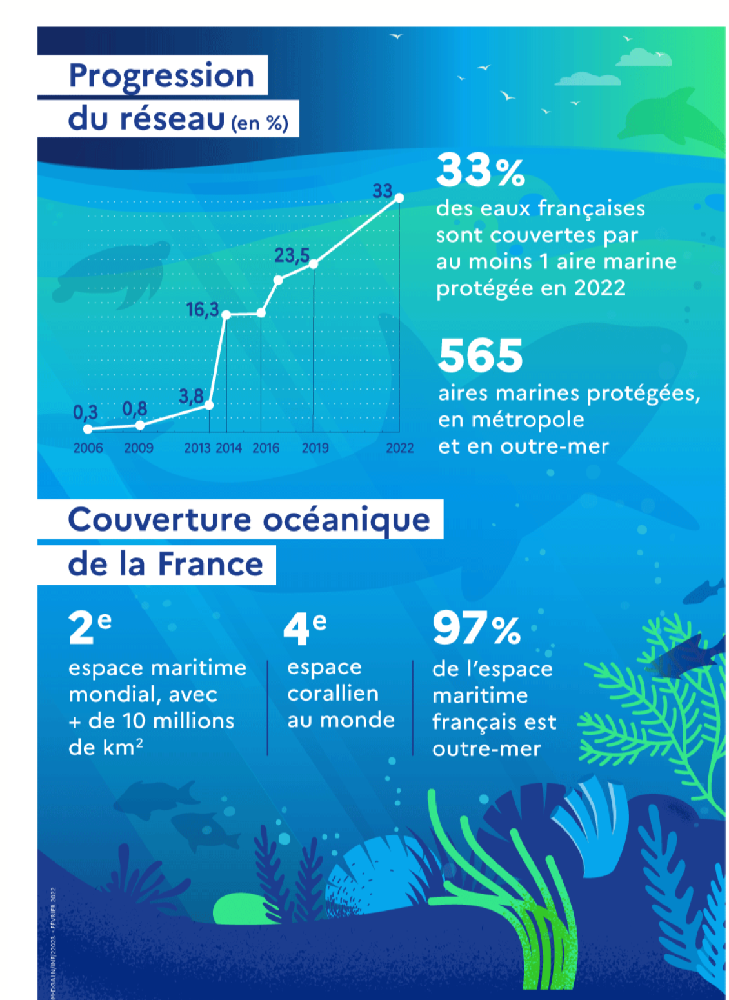 Progression
du réseau (en %)
33%
des eaux françaises
sont couvertes par
au moins 1 aire marine
protégée en 2022
565
aires marines protégées,
en métropole
et en outre-mer
33
23,5
16,3
3,8
0,8
0,3
2006 2009 2013 2014 2016 2019 2022
Couverture océanique
de la France
2e
espace maritime
mondial, avec
+ de 10 millions
de km²
4e
espace
corallien
au monde
97%
de l’espace
maritime
français est
outre-mer
M-DGALN/INF/22023 - FÉVRIER 2022